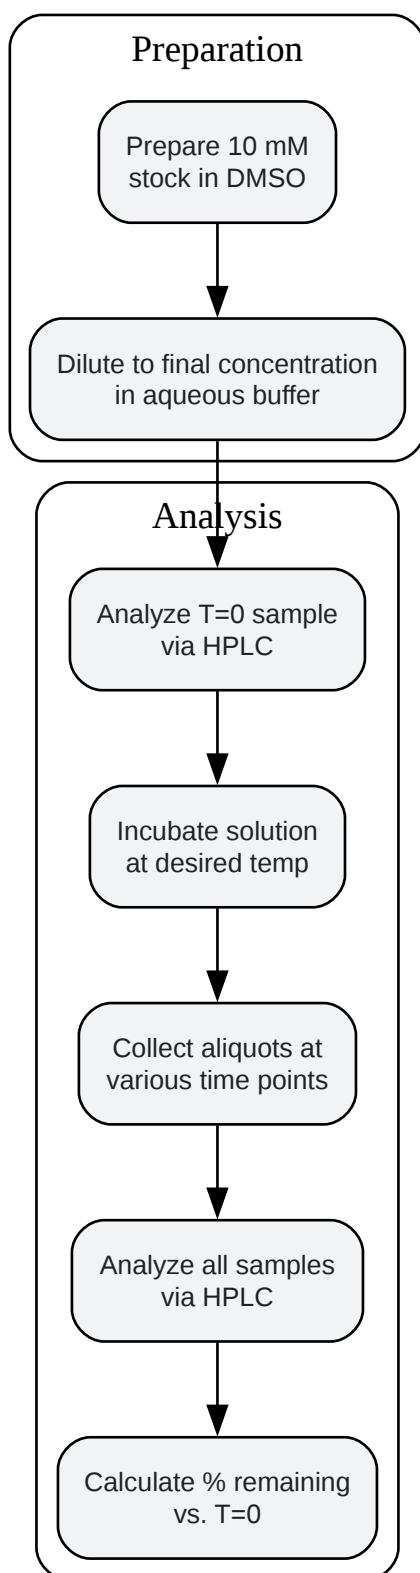 Preparation
Prepare 10 mM
stock in DMSO
Dilute to final concentration
in aqueous buffer
Analysis
Analyze T=0 sample
via HPLC
Incubate solution
at desired temp
Collect aliquots at
various time points
Analyze all samples
via HPLC
Calculate % remaining
vs. T=0